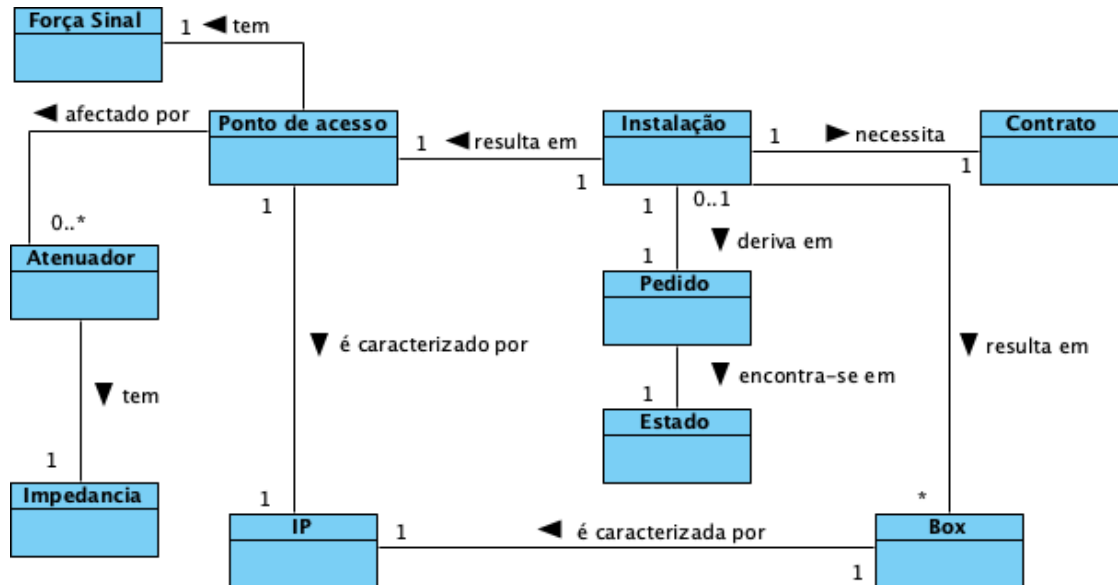 Força Sinal
1 ◀ tem
◀ afectado por
Ponto de acesso
Instalação
Contrato
1 ◀ resulta em
1
1 ▶ necessita
1
1
1
0..1
0..*
▼ deriva em
1
Atenuador
Pedido
▼ é caracterizado por
▼ resulta em
▼ encontra-se em
▼ tem
1
Estado
1
Impedancia
1
*
IP
1 ◀ é caracterizada por
Box
1